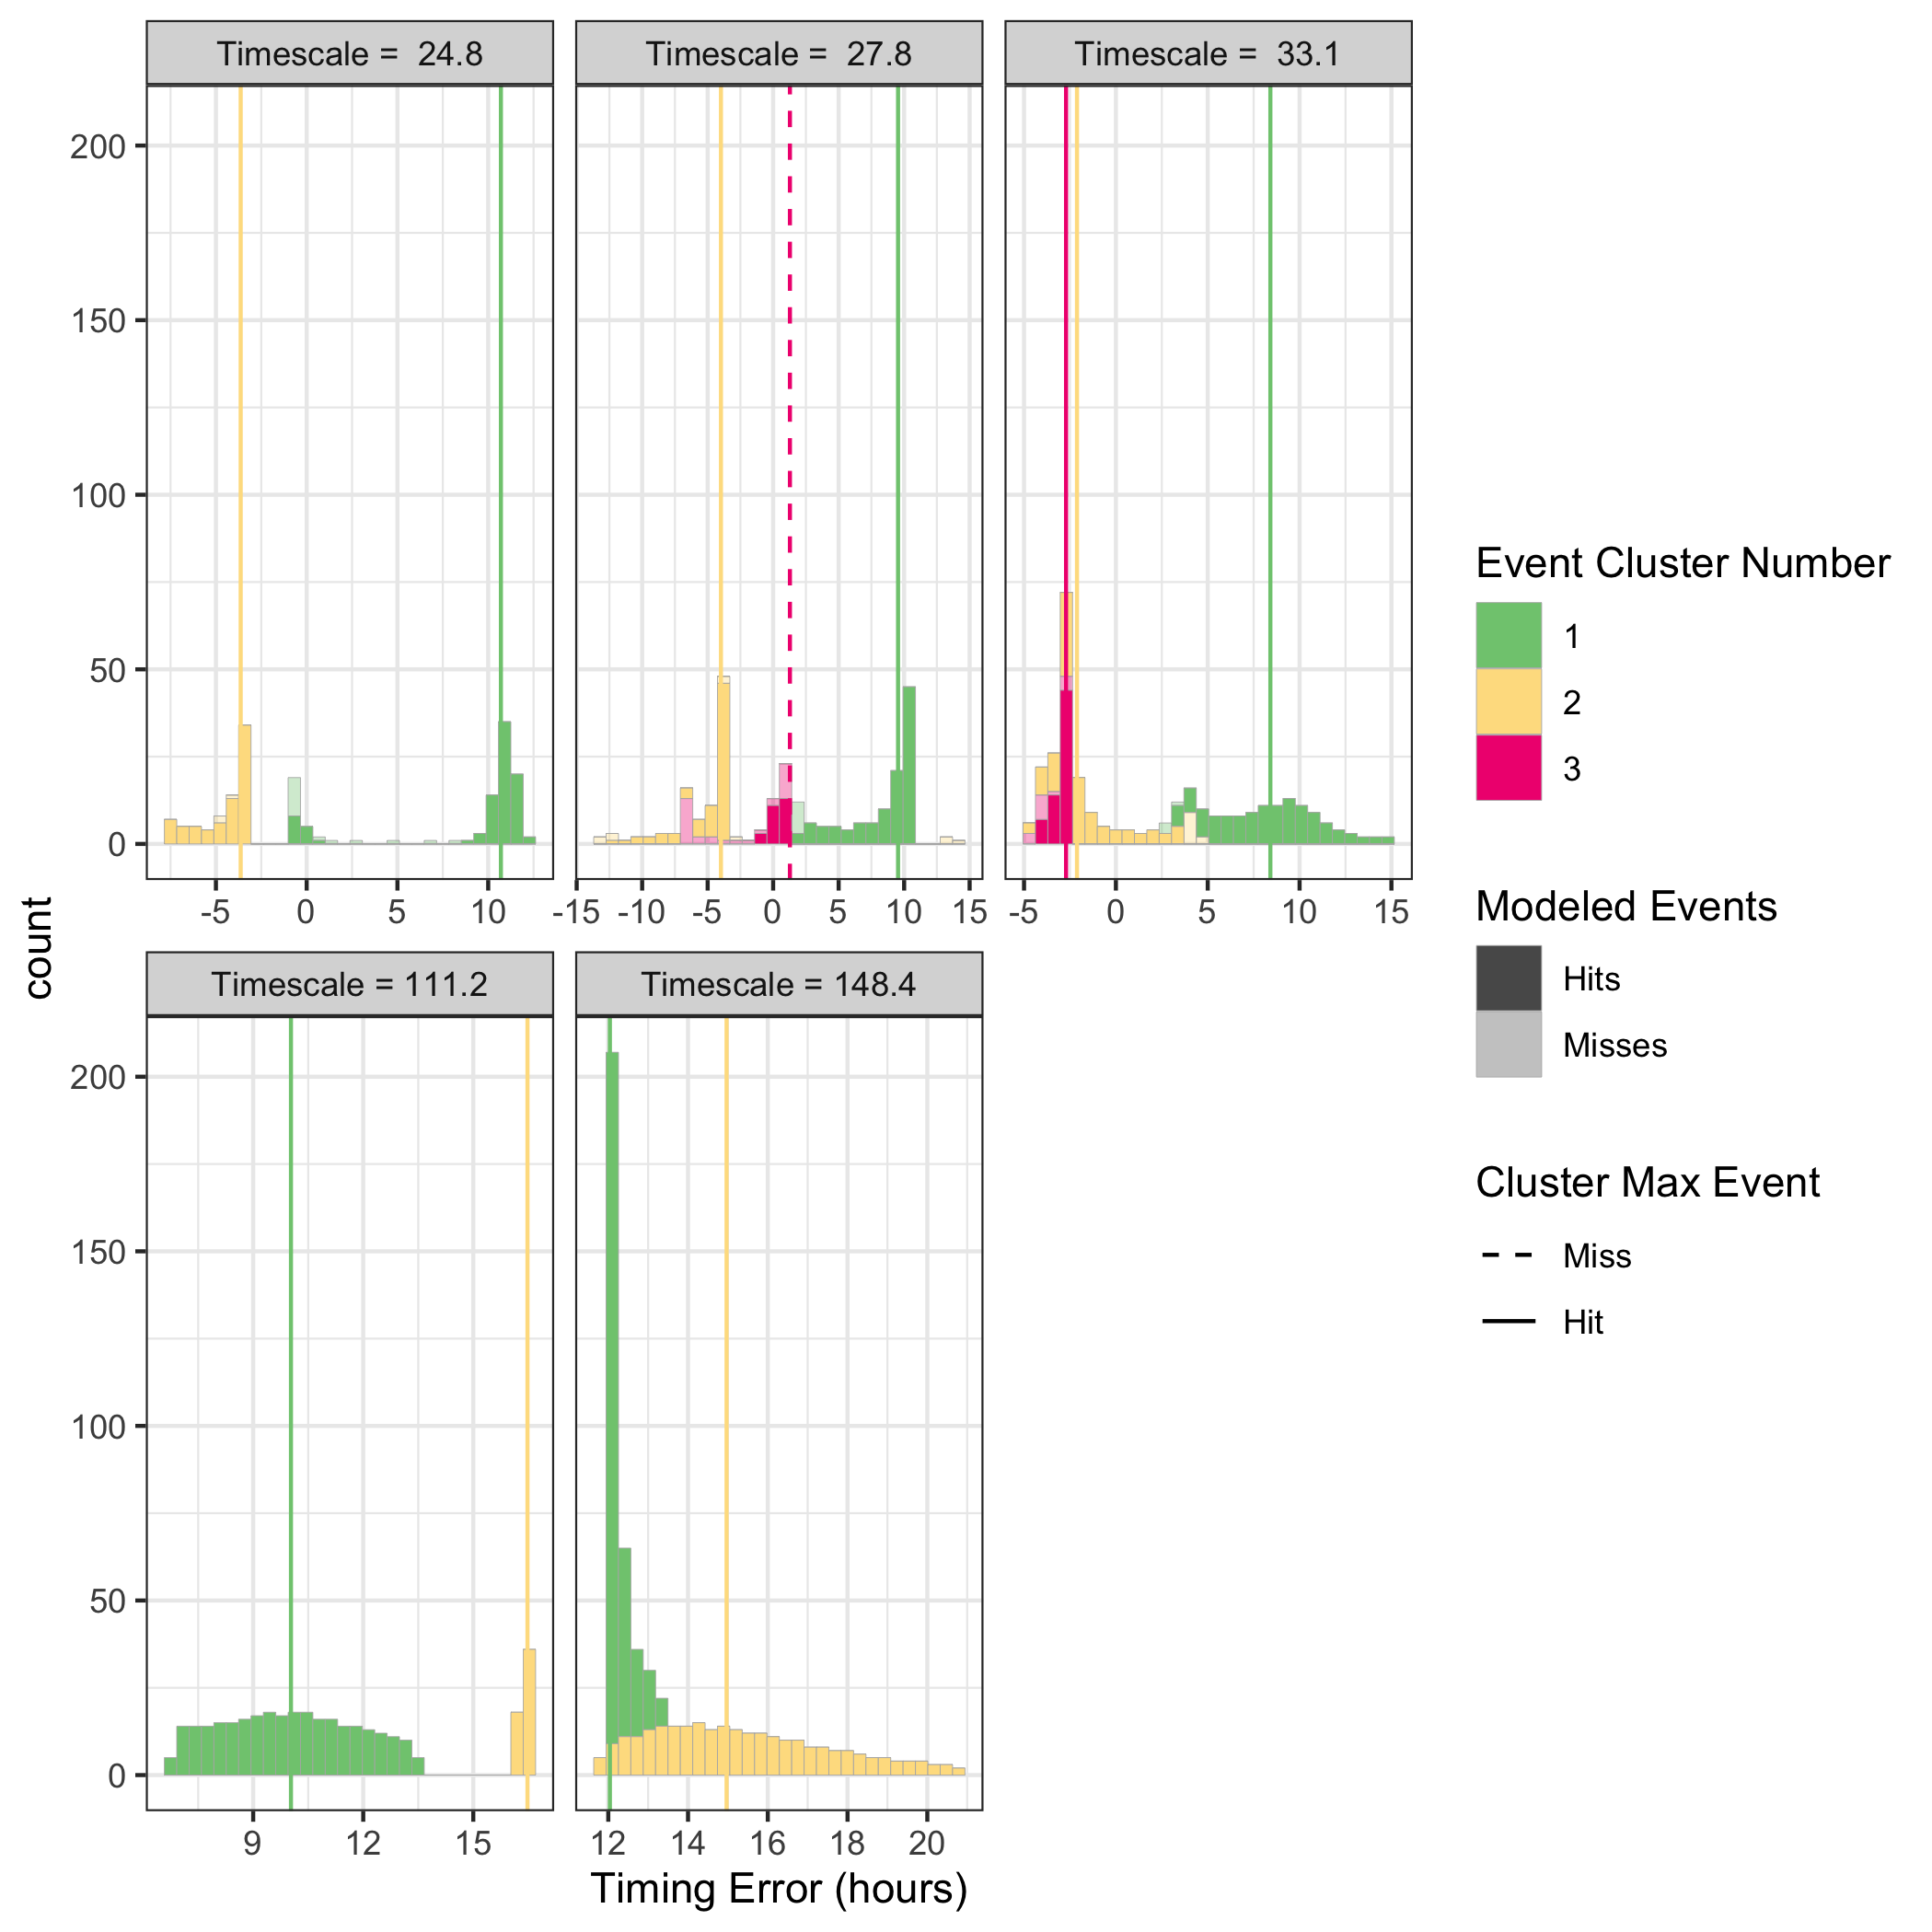 Timescale =  24.8
Timescale =  27.8
Timescale =  33.1
200
150
100
50
0
-5 0 5 10
-15 -10 -5 0 5 10 15
-5 0 5 10 15
count
Timescale = 111.2
Timescale = 148.4
200
150
100
50
0
9 12 15
12 14 16 18 20
Timing Error (hours)
Event Cluster Number
1
2
3
Modeled Events
Hits
Misses
Cluster Max Event
Miss
Hit